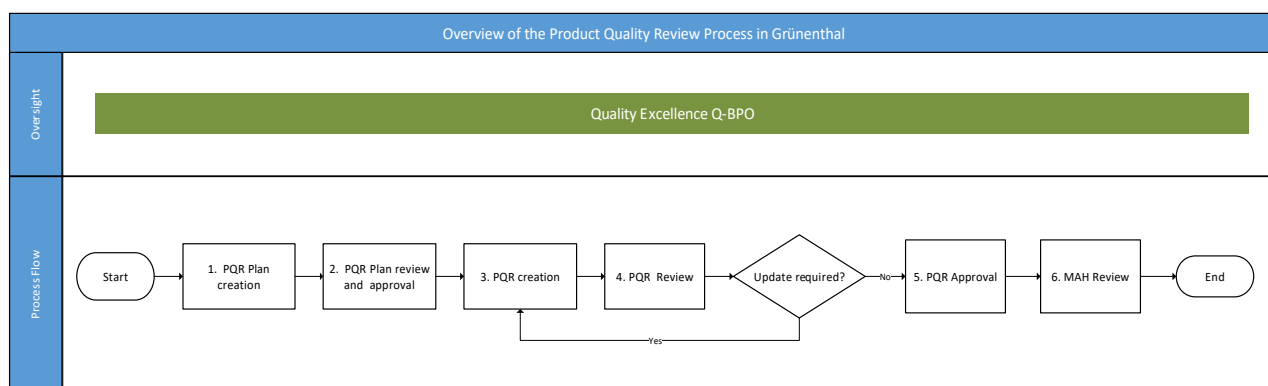 Overview of the Product Quality Review Process in Grünenthal
Oversight
Quality Excellence Q-BPO
Process Flow
Start
1. PQR Plan
creation
2. PQR Plan review
and approval
3. PQR creation
4. PQR Review
Update required?
No
5. PQR Approval
6. MAH Review
End
Yes